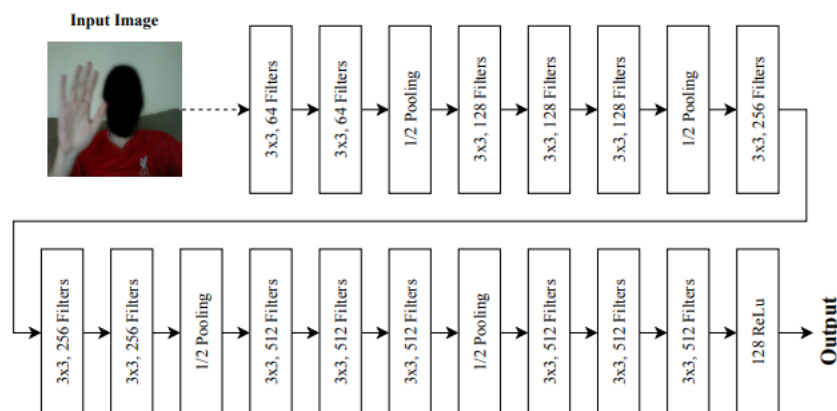 Input Image
3x3, 64 Filters
3x3, 64 Filters
1/2 Pooling
3x3, 128 Filters
3x3, 128 Filters
3x3, 128 Filters
1/2 Pooling
3x3, 256 Filters
3x3, 256 Filters
3x3, 256 Filters
1/2 Pooling
3x3, 512 Filters
3x3, 512 Filters
3x3, 512 Filters
1/2 Pooling
3x3, 512 Filters
3x3, 512 Filters
3x3, 512 Filters
128 ReLu
Output